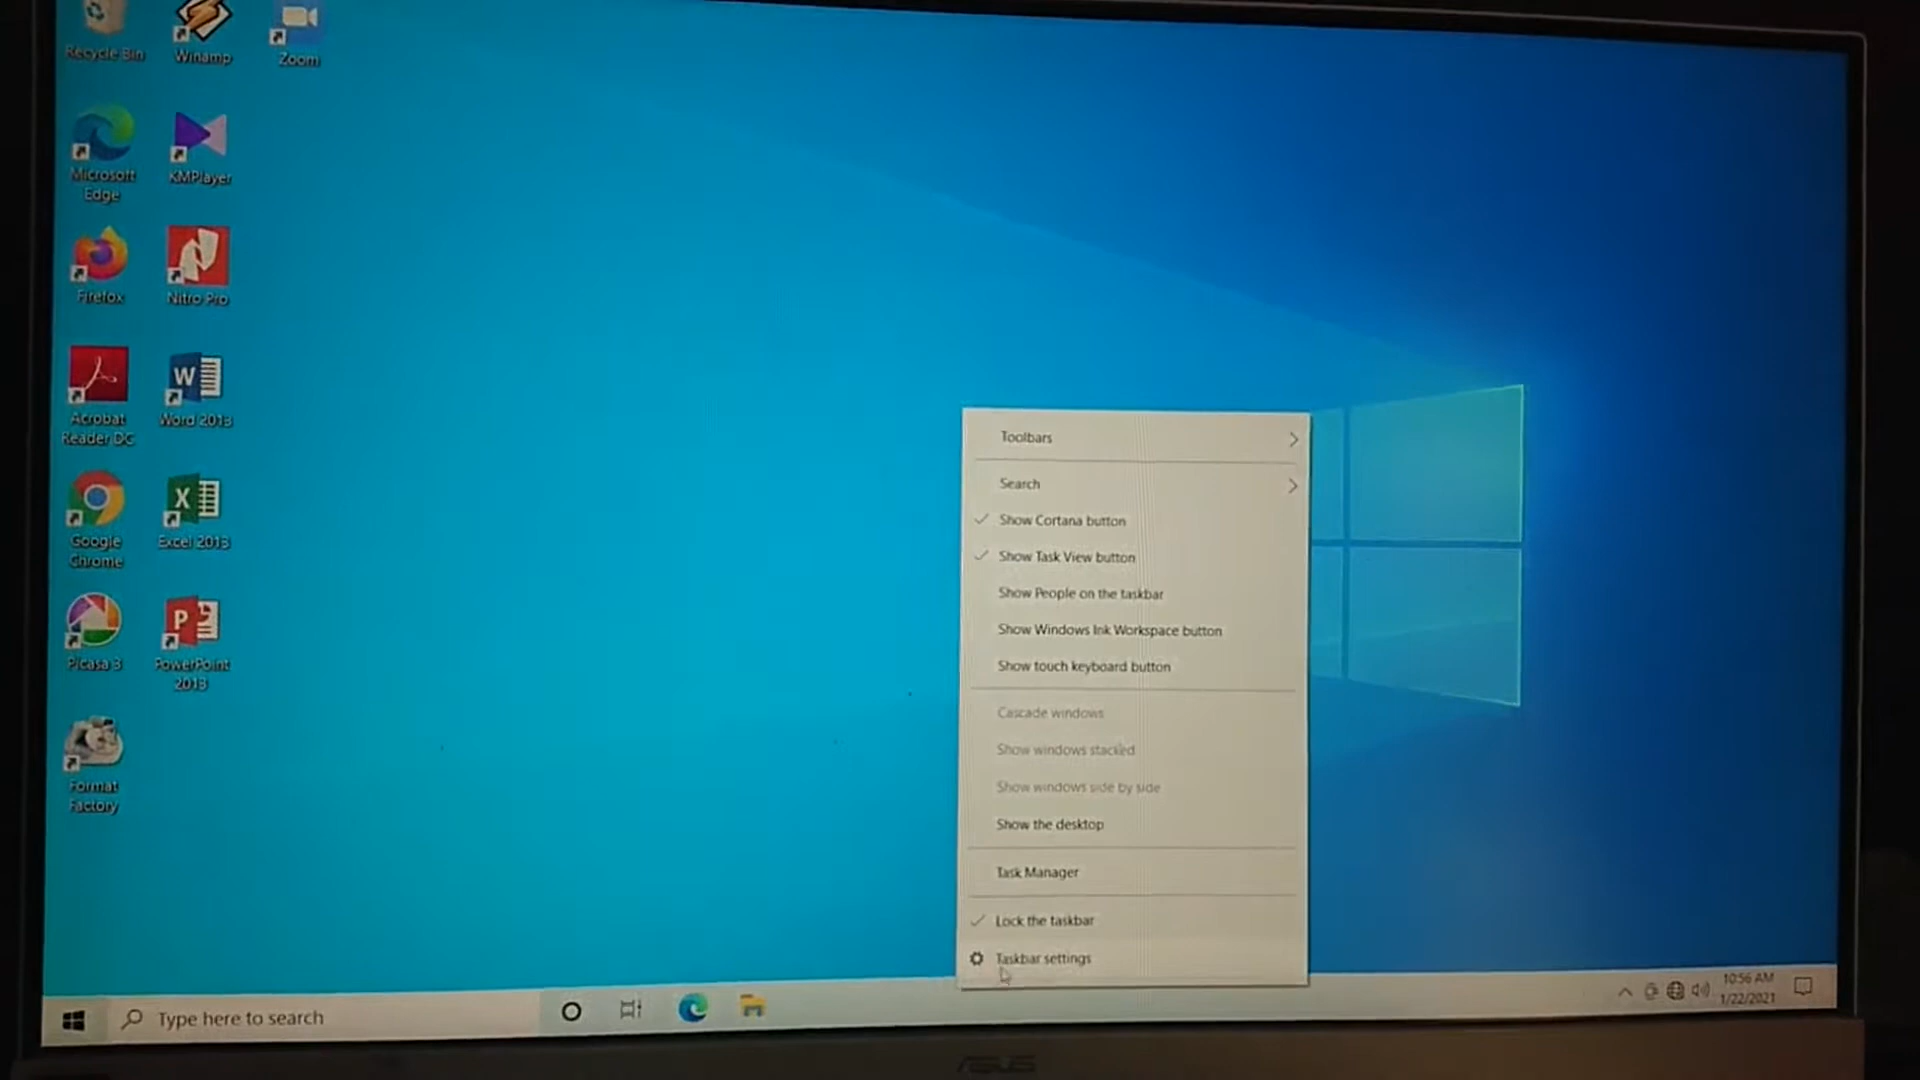 Recycle Bin
Winamp
Zoom
Microsoft
Edge
KMPlayer
Firefox
Nitro Pro
Acrobat
Reader DC
Word 2013
Google
Chrome
Excel 2013
Picasa 3
PowerPoint
2013
Format
Factory
Toolbars
Search
Show Cortana button
Show Task View button
Show People on the taskbar
Show Windows Ink Workspace button
Show touch keyboard button
Cascade windows
Show windows stacked
Show windows side by side
Show the desktop
Task Manager
Lock the taskbar
Taskbar settings
Type here to search
10:56 AM
1/22/2021
ASUS